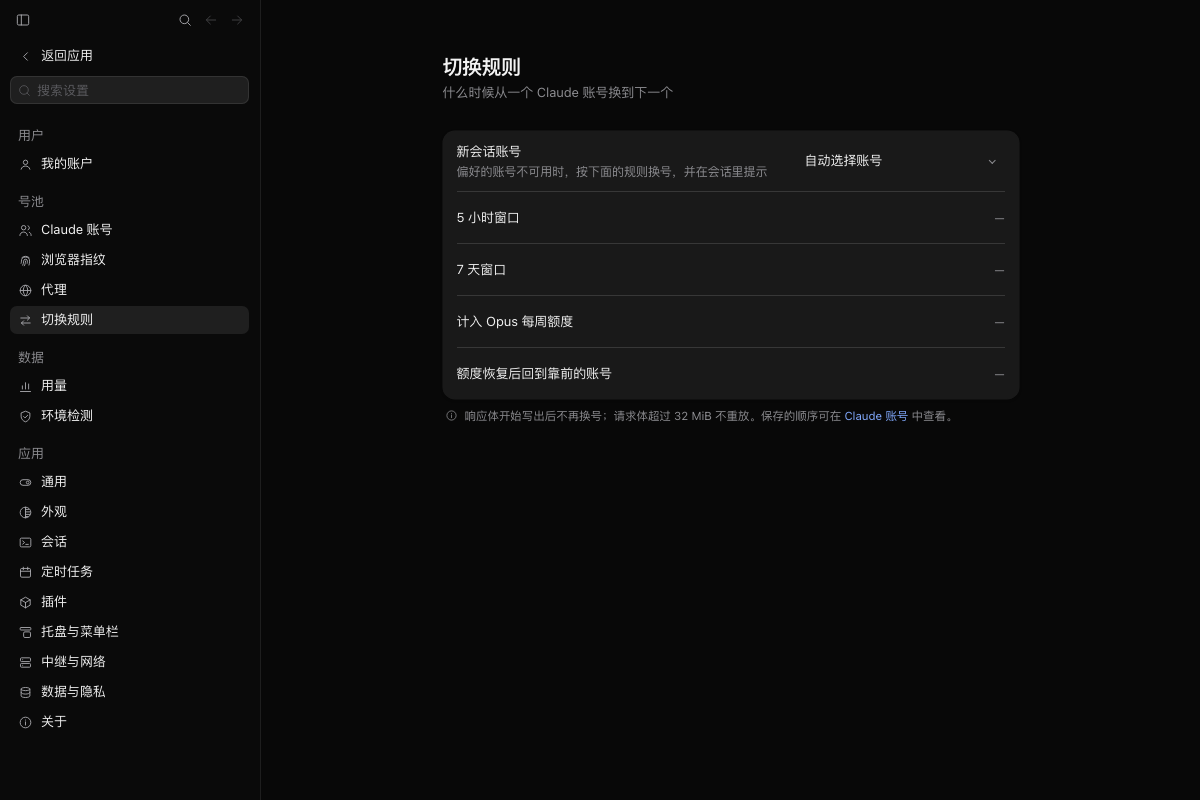 返回应用
搜索设置
用户
我的账户
号池
Claude 账号
浏览器指纹
代理
切换规则
数据
用量
环境检测
应用
通用
外观
会话
定时任务
插件
托盘与菜单栏
中继与网络
数据与隐私
关于
切换规则
什么时候从一个 Claude 账号换到下一个
新会话账号
偏好的账号不可用时，按下面的规则换号，并在会话里提示
自动选择账号
5 小时窗口
—
7 天窗口
—
计入 Opus 每周额度
—
额度恢复后回到靠前的账号
—
响应体开始写出后不再换号；请求体超过 32 MiB 不重放。保存的顺序可在 Claude 账号 中查看。